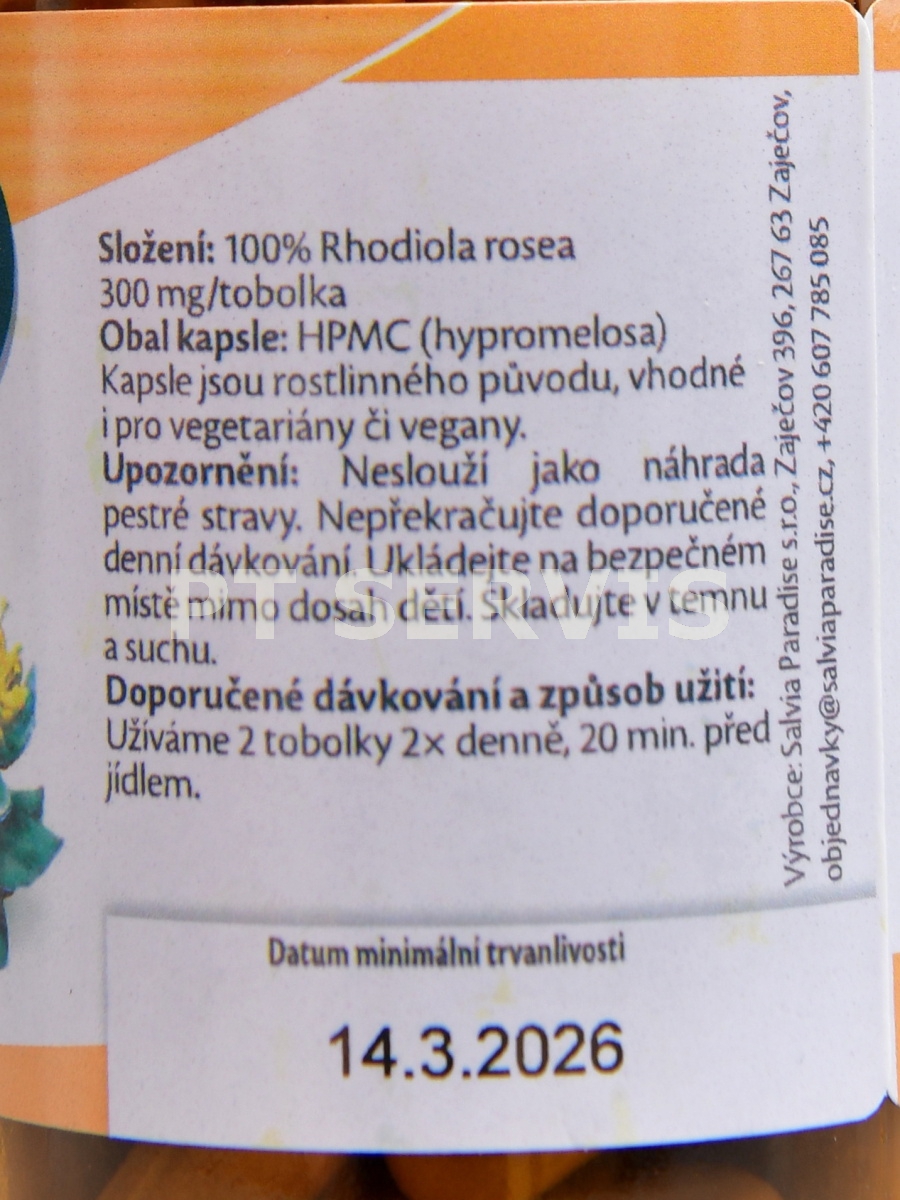 Složení: 100% Rhodiola rosea
300 mg/tobolka
Obal kapsle: HPMC (hypromelosa)
Kapsle jsou rostlinného původu, vhodné
i pro vegetariány či vegany.
Upozornění: Neslouží jako náhrada
pestré stravy. Nepřekračujte doporučené
denní dávkování. Ukládejte na bezpečném
místě mimo dosah dětí. Skladujte v temnu
a suchu.
Doporučené dávkování a způsob užití:
Užíváme 2 tobolky 2x denně, 20 min. před
jídlem.
Výrobce: Salvia Paradise s.r.o., Zaječov 396, 267 63 Zaječov,
objednavky@salviaparadise.cz, +420 607 785 085
Datum minimální trvanlivosti
14.3.2026
PT SERVIS